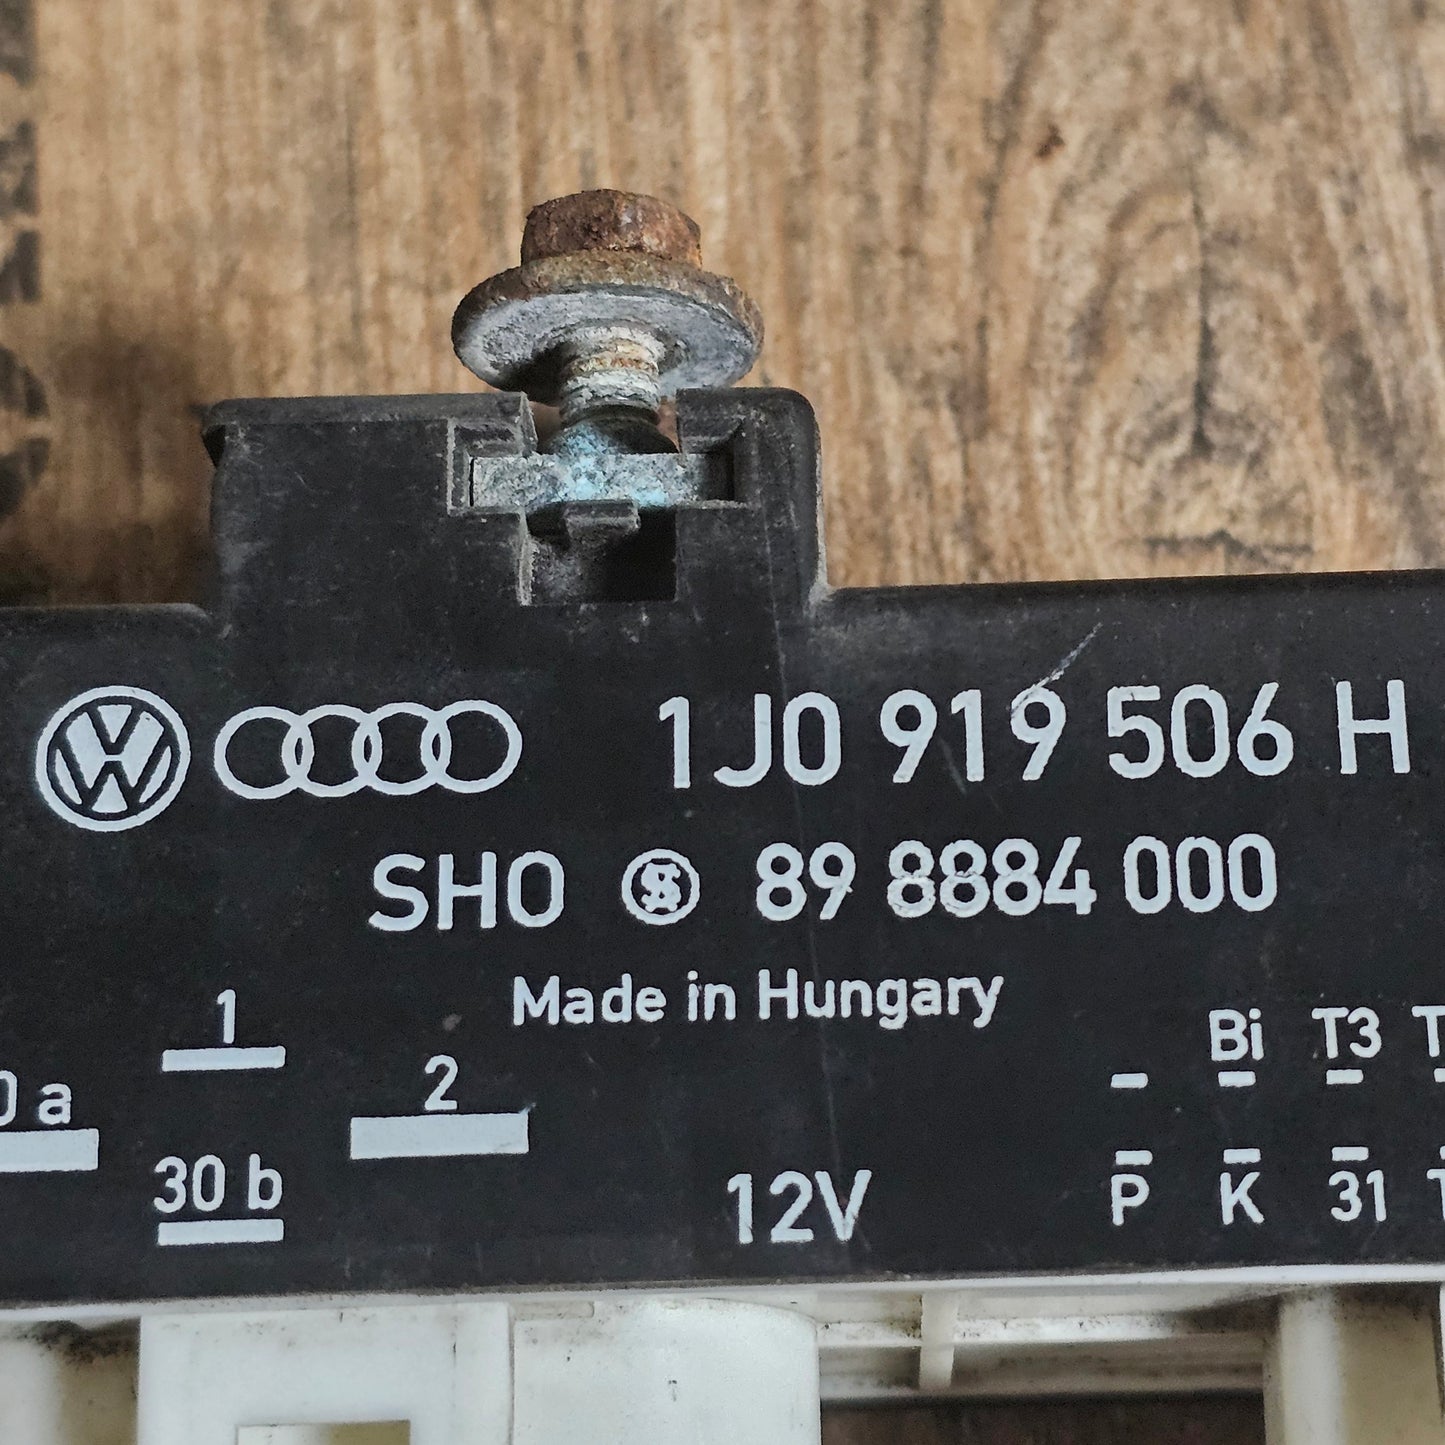 1J0 919 506 H
SHO 89 8884 000
Made in Hungary
1
Bi T3
a
2
30 b
12V
P K 31